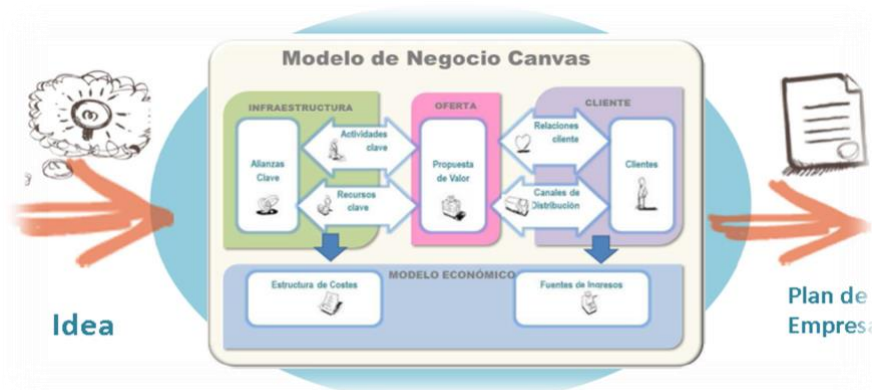 Modelo de Negocio Canvas
INFRAESTRUCTURA
OFERTA
CLIENTE
Actividades
clave
Relaciones
cliente
Alianzas
Clave
Propuesta
de Valor
Clientes
Recursos
clave
Canales de
Distribución
MODELO ECONÓMICO
Estructura de Costes
Fuentes de Ingresos
Idea
Plan de
Empresa